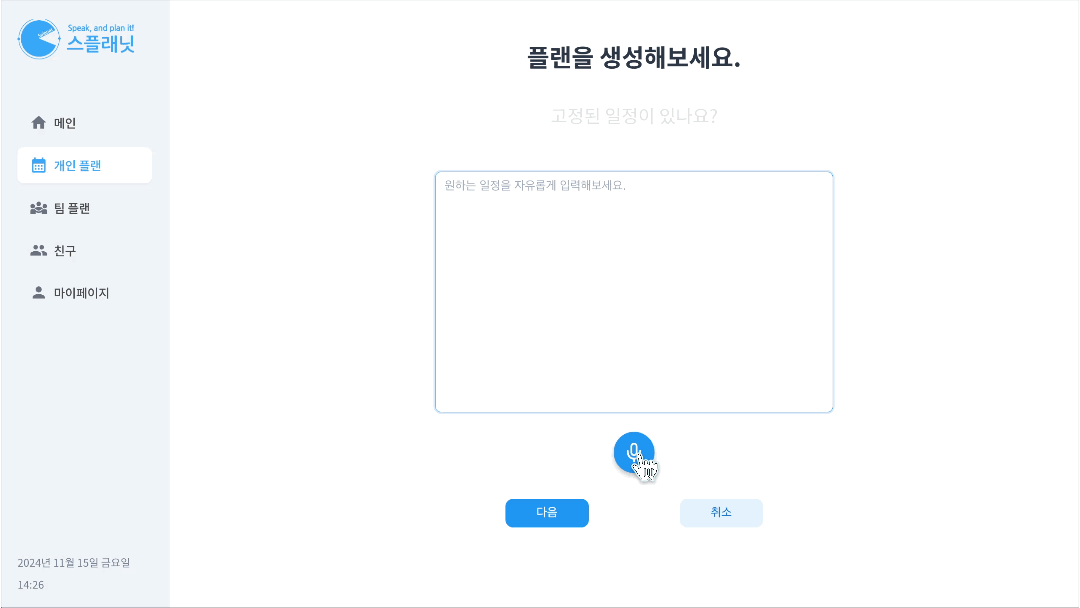 Speak, and plan it!
스플래닛
메인
개인 플랜
팀 플랜
친구
마이페이지
2024년 11월 15일 금요일
14:26
플랜을 생성해보세요.
고정된 일정이 있나요?
원하는 일정을 자유롭게 입력해보세요.
다음
취소